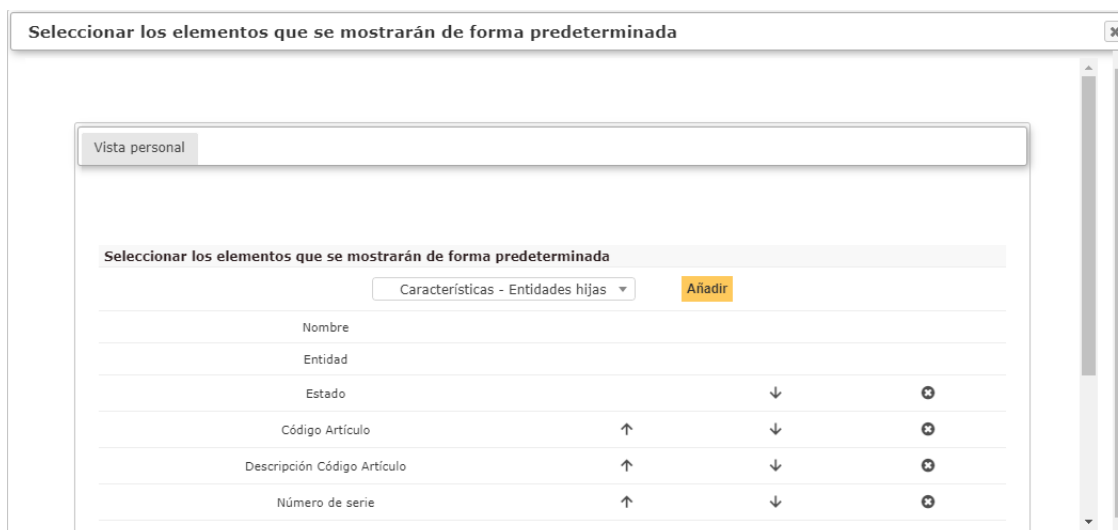 Seleccionar los elementos que se mostrarán de forma predeterminada
Vista personal
Seleccionar los elementos que se mostrarán de forma predeterminada
Características - Entidades hijas Añadir
Nombre
Entidad
Estado
Código Artículo
Descripción Código Artículo
Número de serie